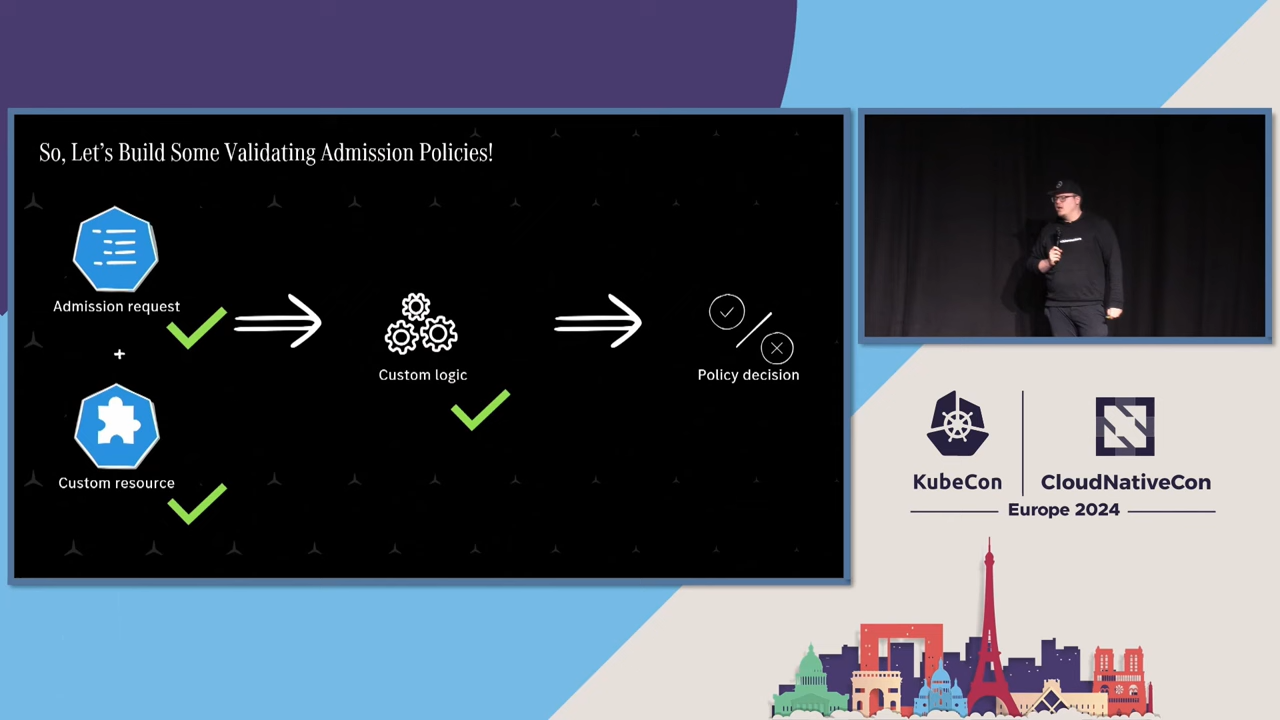 So, Let's Build Some Validating Admission Policies!
Admission request
+
Custom resource
Custom logic
Policy decision
KubeCon
CloudNativeCon
Europe 2024